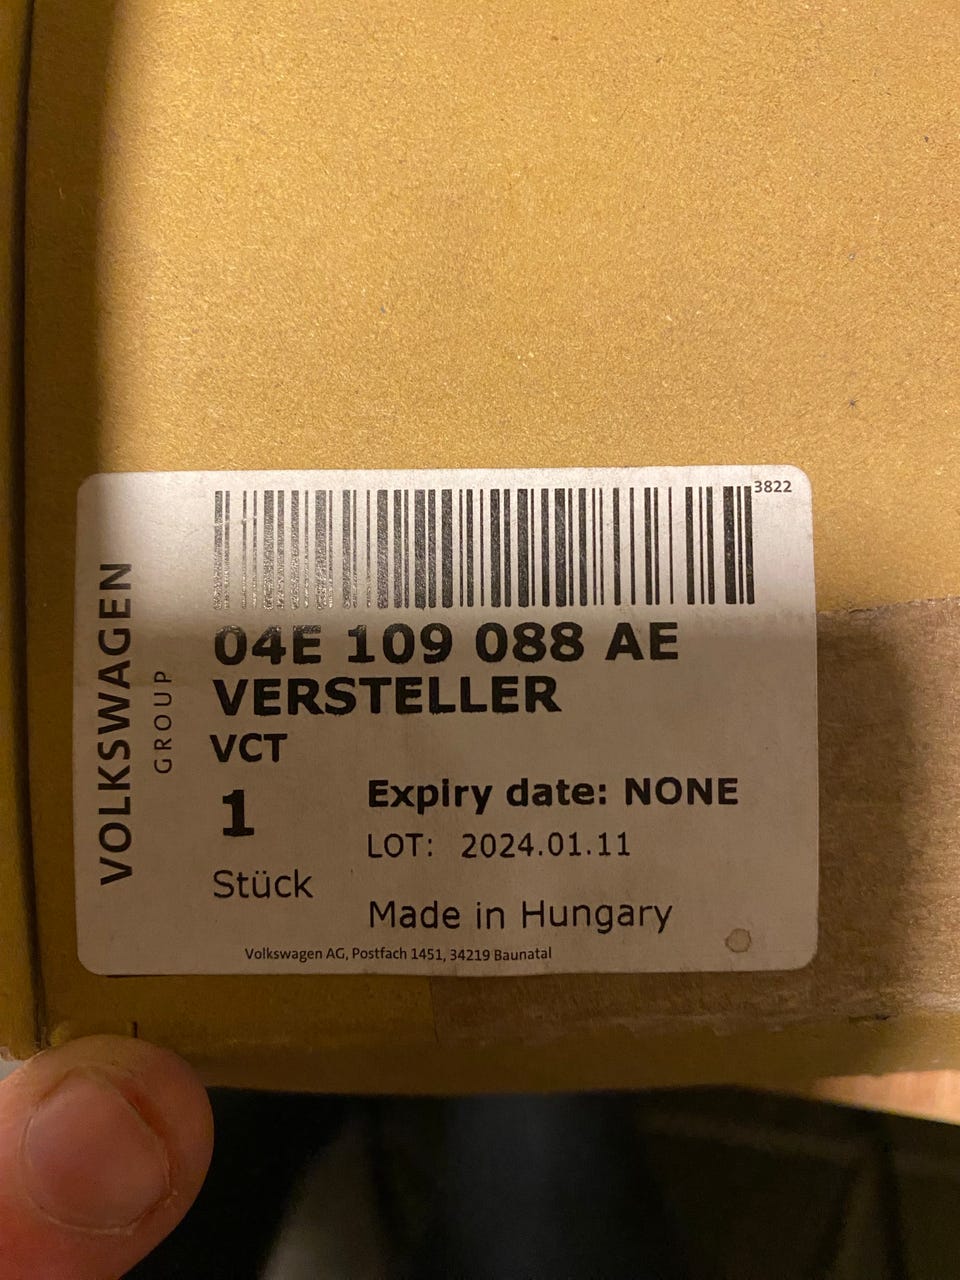 3822
04E 109 088 AE
VERSTELLER
VCT
1
Stück
Expiry date: NONE
LOT: 2024.01.11
Made in Hungary
Volkswagen AG, Postfach 1451, 34219 Baunatal
VOLKSWAGEN
GROUP